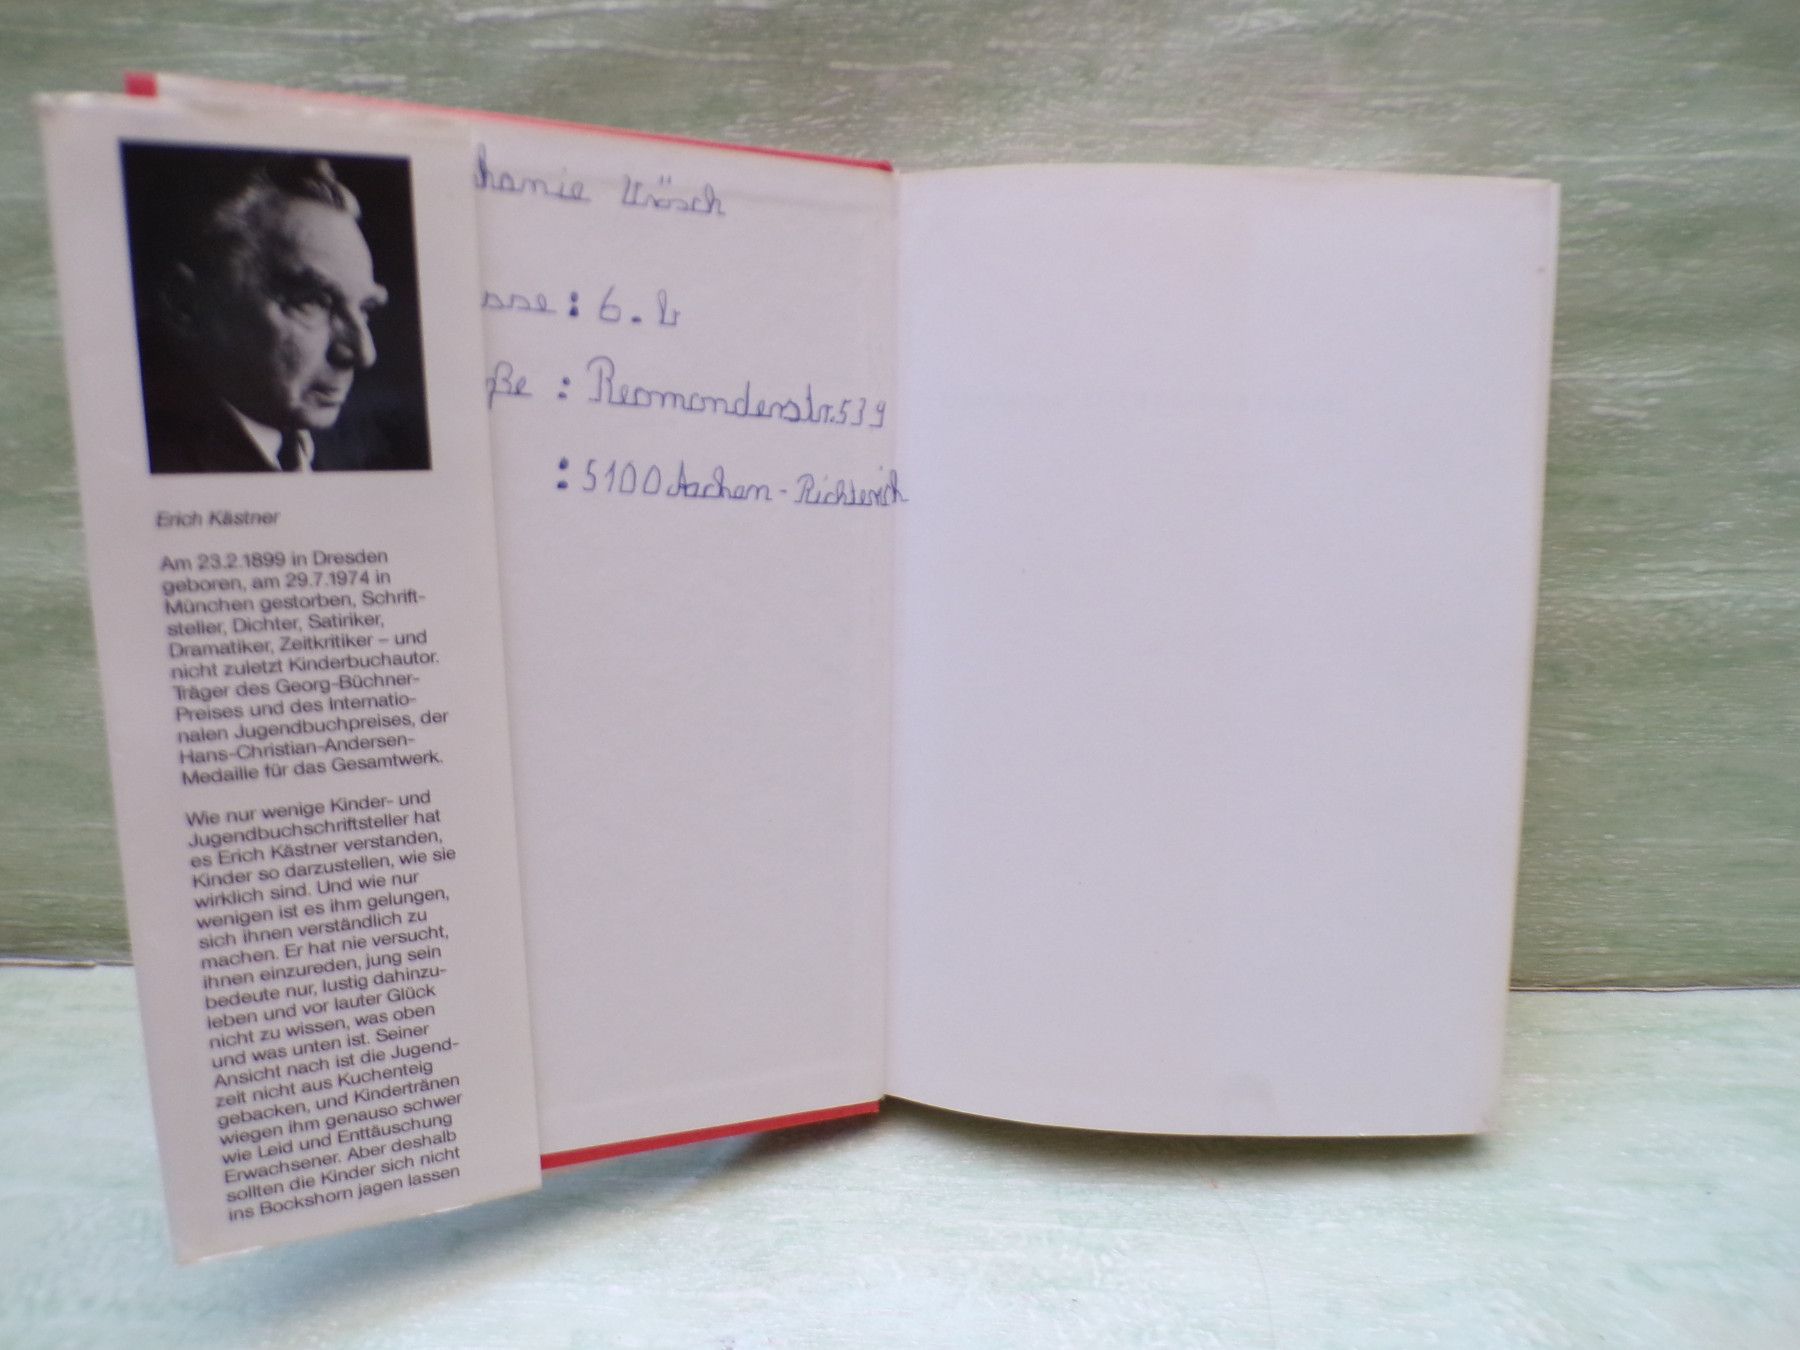 Erich Kästner
Am 23.2.1899 in Dresden
geboren, am 29.7.1974 in
München gestorben, Schrift-
steller, Dichter, Satiriker,
Dramatiker, Zeitkritiker – und
nicht zuletzt Kinderbuchautor.
Träger des Georg-Büchner-
Preises und des Internatio-
nalen Jugendbuchpreises, der
Hans-Christian-Andersen-
Medaille für das Gesamtwerk.
Wie nur wenige Kinder- und
Jugendbuchschriftsteller hat
es Erich Kästner verstanden,
Kinder so darzustellen, wie sie
wirklich sind. Und wie nur
wenigen ist es ihm gelungen,
sich ihnen verständlich zu
machen. Er hat nie versucht,
ihnen einzureden, jung sein
bedeute nur, lustig dahinzu-
leben und vor lauter Glück
nicht zu wissen, was oben
und was unten ist. Seiner
Ansicht nach ist die Jugend-
zeit nicht aus Kuchenteig
gebacken, und Kindertränen
wiegen ihm genauso schwer
wie Leid und Enttäuschung
Erwachsener. Aber deshalb
sollten die Kinder sich nicht
ins Bockshorn jagen lassen
hanie
sse : 6. b
ße : Roermonderstr. 539
: 5100 Aachen - Richterich